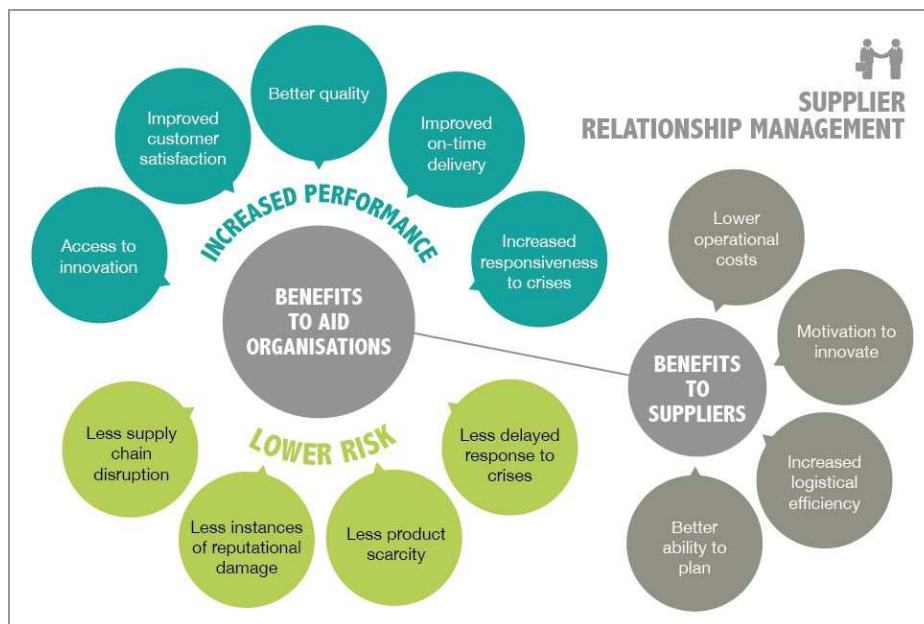 SUPPLIER
RELATIONSHIP MANAGEMENT
Better quality
Improved
customer
satisfaction
Improved
on-time
delivery
Access to
innovation
Increased
responsiveness
to crises
INCREASED PERFORMANCE
BENEFITS
TO AID
ORGANISATIONS
LOWER RISK
Less supply
chain
disruption
Less instances
of reputational
damage
Less product
scarcity
Less delayed
response to
crises
Lower
operational
costs
Motivation to
innovate
BENEFITS
TO
SUPPLIERS
Increased
logistical
efficiency
Better
ability to
plan